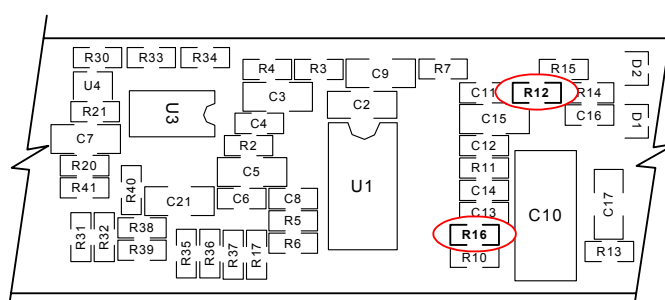 R30 R33 R34 R4 R3 C9 R7 R15 D2
U4 C3 C11 R12 R14
R21 U3 C2 C15 C16 D1
C7 C4
R2 C12
R20 C5 R11
R41 R40 U1 C14
C21 C6 C8 C13 C10 C17
R31 R32 R38 R5 R16
R39 R35 R36 R37 R17 R6 R10 R13